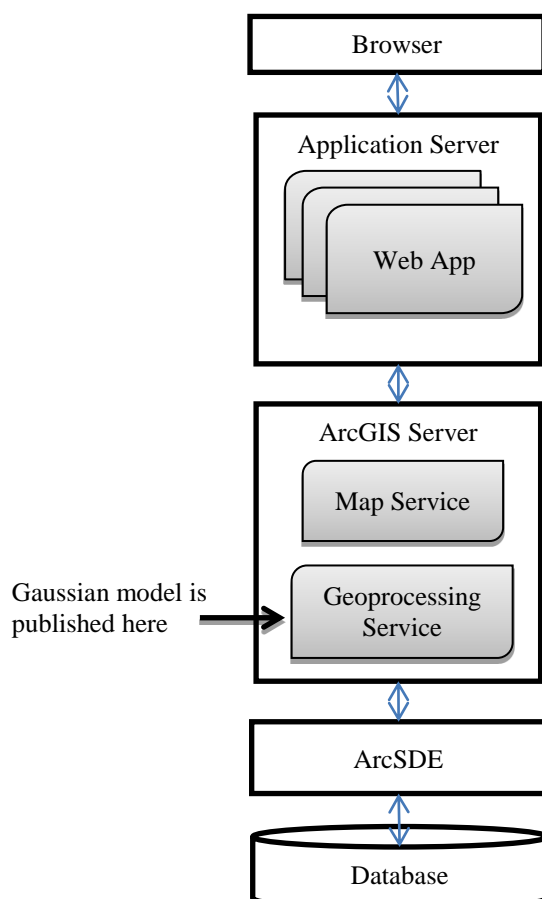 Browser
Application Server
Web App
ArcGIS Server
Map Service
Gaussian model is
published here
Geoprocessing
Service
ArcSDE
Database